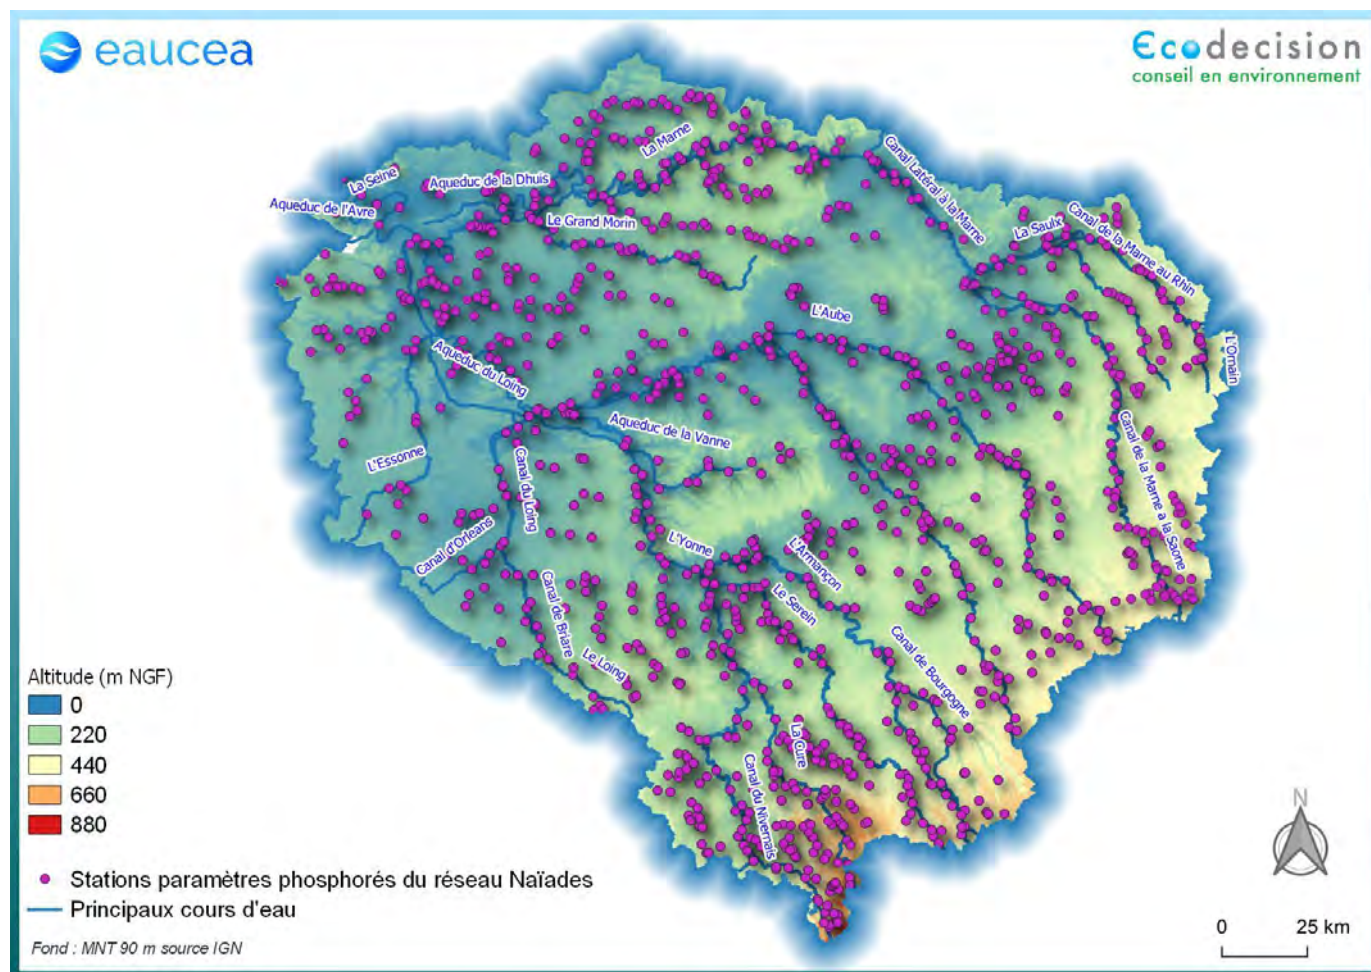 eaucea
Ecodecision
conseil en environnement
La Marne
La Seine
Aqueduc de la Dhuis
Aqueduc de l'Avre
Le Grand Morin
Canal Latéral à la Marne
La Saulx
Canal de la Marne au Rhin
L'Aube
L'Ornain
Aqueduc du Loing
Aqueduc de la Vanne
L'Essonne
Canal du Loing
Canal de la Marne a la Saone
Canal d'Orleans
L'Yonne
L'Armançon
Le Serein
Canal de Briare
Le Loing
Canal de Bourgogne
La Cure
Canal du Nivernais
Altitude (m NGF)
0
220
440
660
880
Stations paramètres phosphorés du réseau Naïades
Principaux cours d'eau
Fond : MNT 90 m source IGN
N
0 25 km